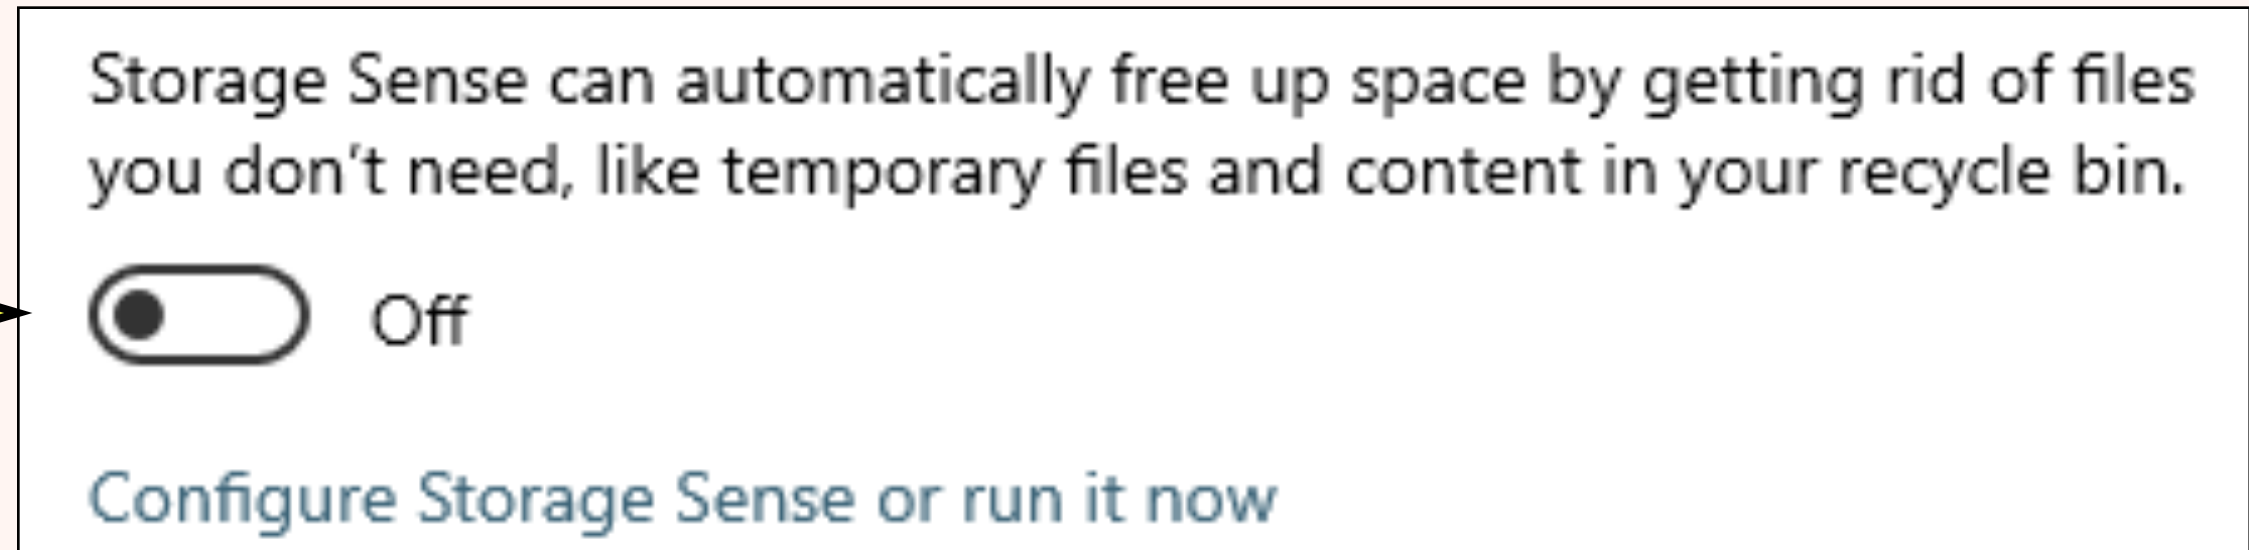 Storage Sense can automatically free up space by getting rid of files
you don't need, like temporary files and content in your recycle bin.
Off
Configure Storage Sense or run it now